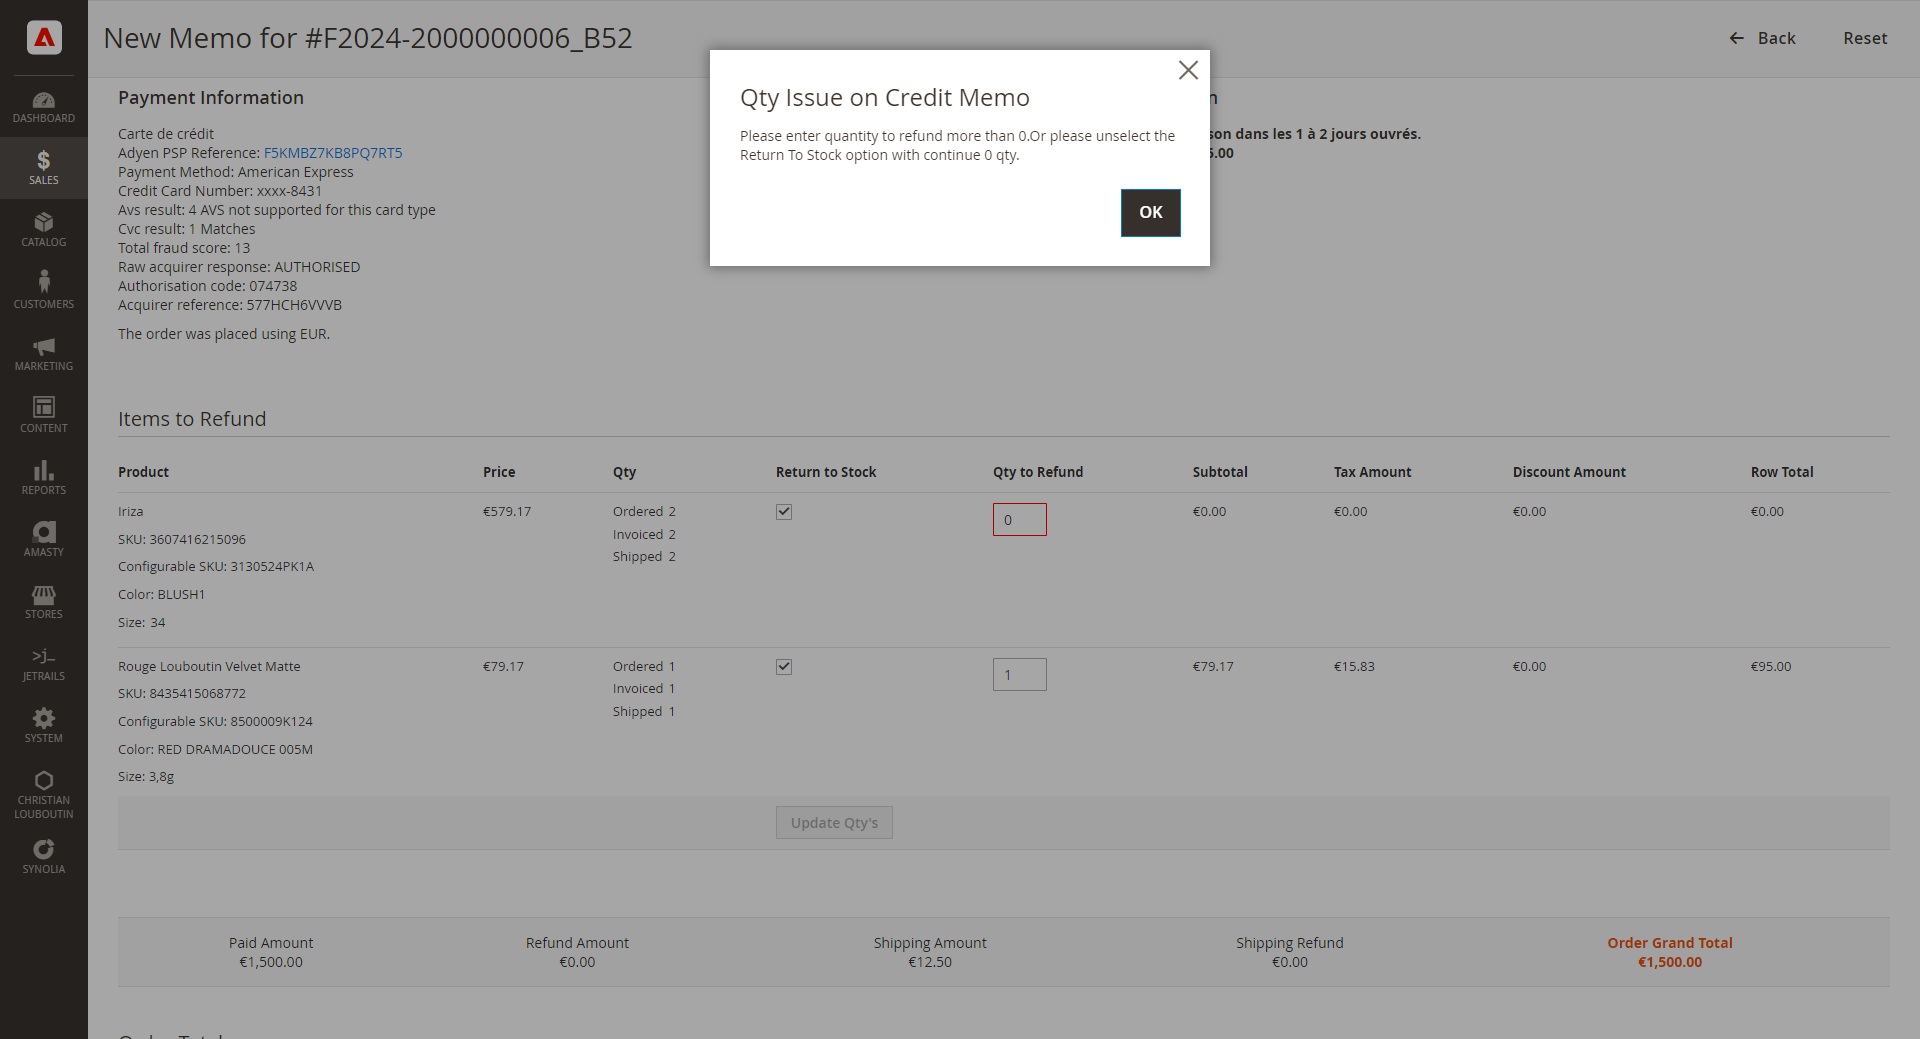 New Memo for #F2024-2000000006_B52
Back
Reset
DASHBOARD
SALES
CATALOG
CUSTOMERS
MARKETING
CONTENT
REPORTS
AMASTY
STORES
JETRAILS
SYSTEM
CHRISTIAN
LOUBOUTIN
SYNOLIA
Qty Issue on Credit Memo
Please enter quantity to refund more than 0.Or please unselect the
Return To Stock option with continue 0 qty.
OK
Payment Information
Carte de crédit
Adyen PSP Reference: F5KMBZ7KB8PQ7RT5
Payment Method: American Express
Credit Card Number: xxxx-8431
Avs result: 4 AVS not supported for this card type
Cvc result: 1 Matches
Total fraud score: 13
Raw acquirer response: AUTHORISED
Authorisation code: 074738
Acquirer reference: 577HCH6VVVB
The order was placed using EUR.
son dans les 1 à 2 jours ouvrés.
5.00
Items to Refund
Product Price Qty Return to Stock Qty to Refund Subtotal Tax Amount Discount Amount Row Total
Iriza €579.17 Ordered 2 0 €0.00 €0.00 €0.00 €0.00
Invoiced 2
SKU: 3607416215096
Shipped 2
Configurable SKU: 3130524PK1A
Color: BLUSH1
Size: 34
Rouge Louboutin Velvet Matte €79.17 Ordered 1 1 €79.17 €15.83 €0.00 €95.00
Invoiced 1
SKU: 8435415068772
Shipped 1
Configurable SKU: 8500009K124
Color: RED DRAMADOUCE 005M
Size: 3,8g
Update Qty's
Paid Amount Refund Amount Shipping Amount Shipping Refund Order Grand Total
€1,500.00 €0.00 €12.50 €0.00 €1,500.00